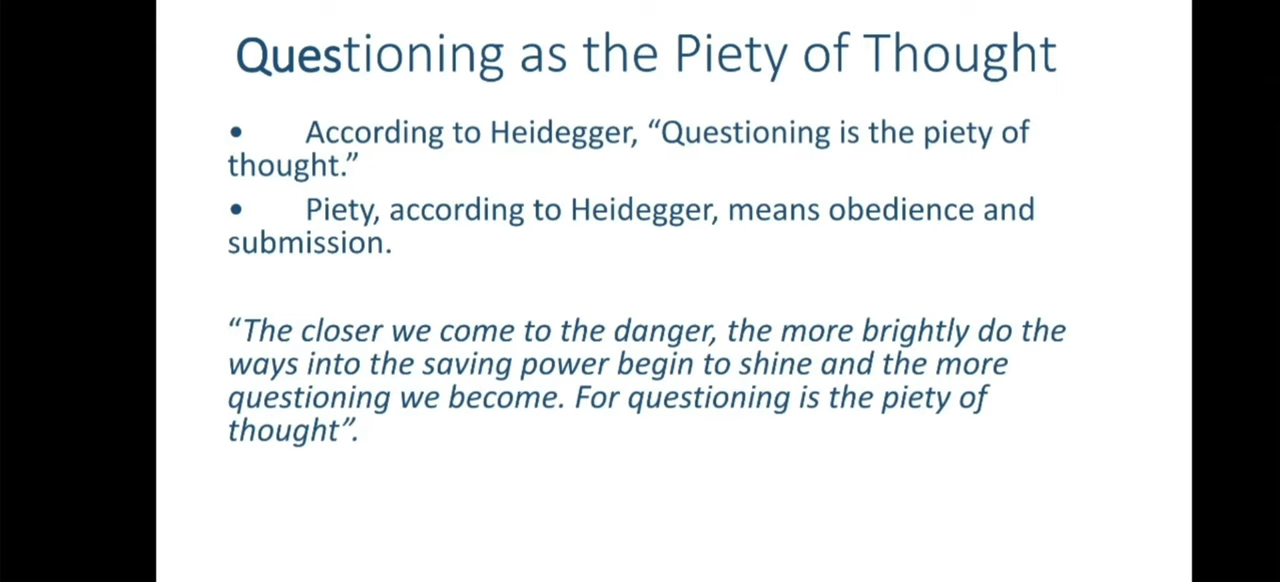 Questioning as the Piety of Thought
• According to Heidegger, “Questioning is the piety of
thought.”
• Piety, according to Heidegger, means obedience and
submission.
“The closer we come to the danger, the more brightly do the
ways into the saving power begin to shine and the more
questioning we become. For questioning is the piety of
thought”.